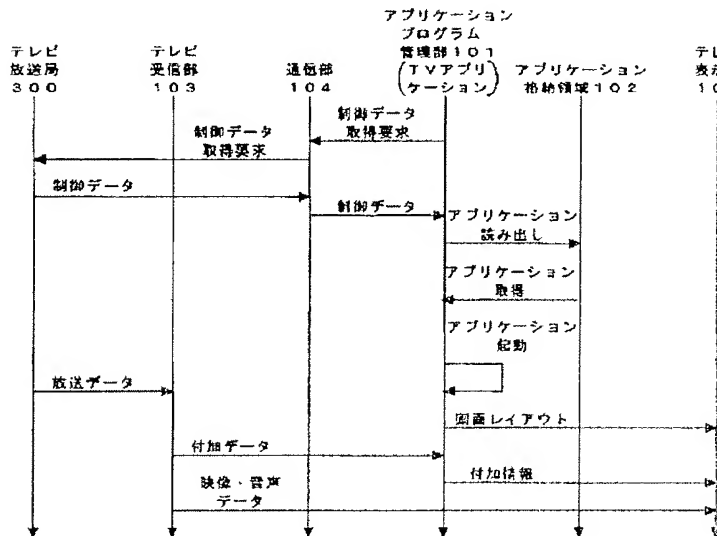 テレビ
放送局
300
テレビ
受信部
103
通信部
104
アプリケーション
プログラム
管理部101
(TVアプリ
ケーション)
アプリケーション
格納領域102
テレ
表示
10
制御データ
取得要求
制御データ
取得要求
制御データ
制御データ
アプリケーション
読み出し
アプリケーション
取得
アプリケーション
起動
放送データ
画面レイアウト
付加データ
付加情報
映像・音声
データ